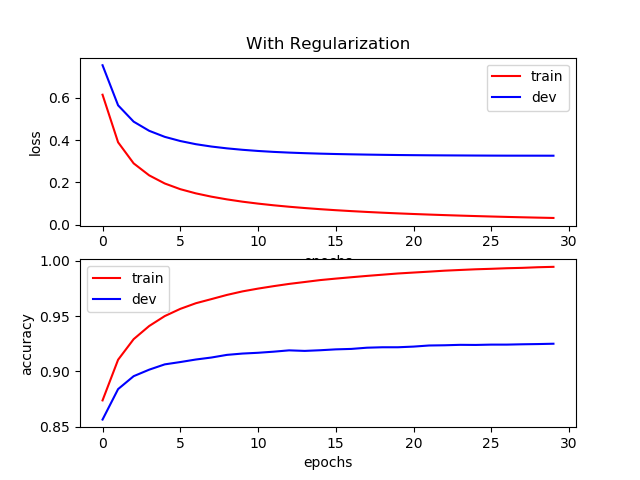 With Regularization
train
dev
0.6
0.4
0.2
0.0
loss
0 5 10 15 20 25 30
epochs
train
dev
1.00
0.95
0.90
0.85
accuracy
0 5 10 15 20 25 30
epochs